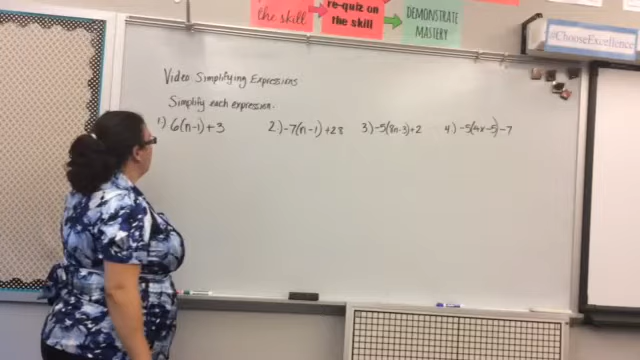 the skill
re-quiz on
the skill
DEMONSTRATE
MASTERY
@ChooseExcellence
Video: Simplifying Expressions
Simplify each expression.
1) 6(n-1)+3 2) -7(n-1)+28 3) -5(8n-3)+2 4) -5(4x-5)-7